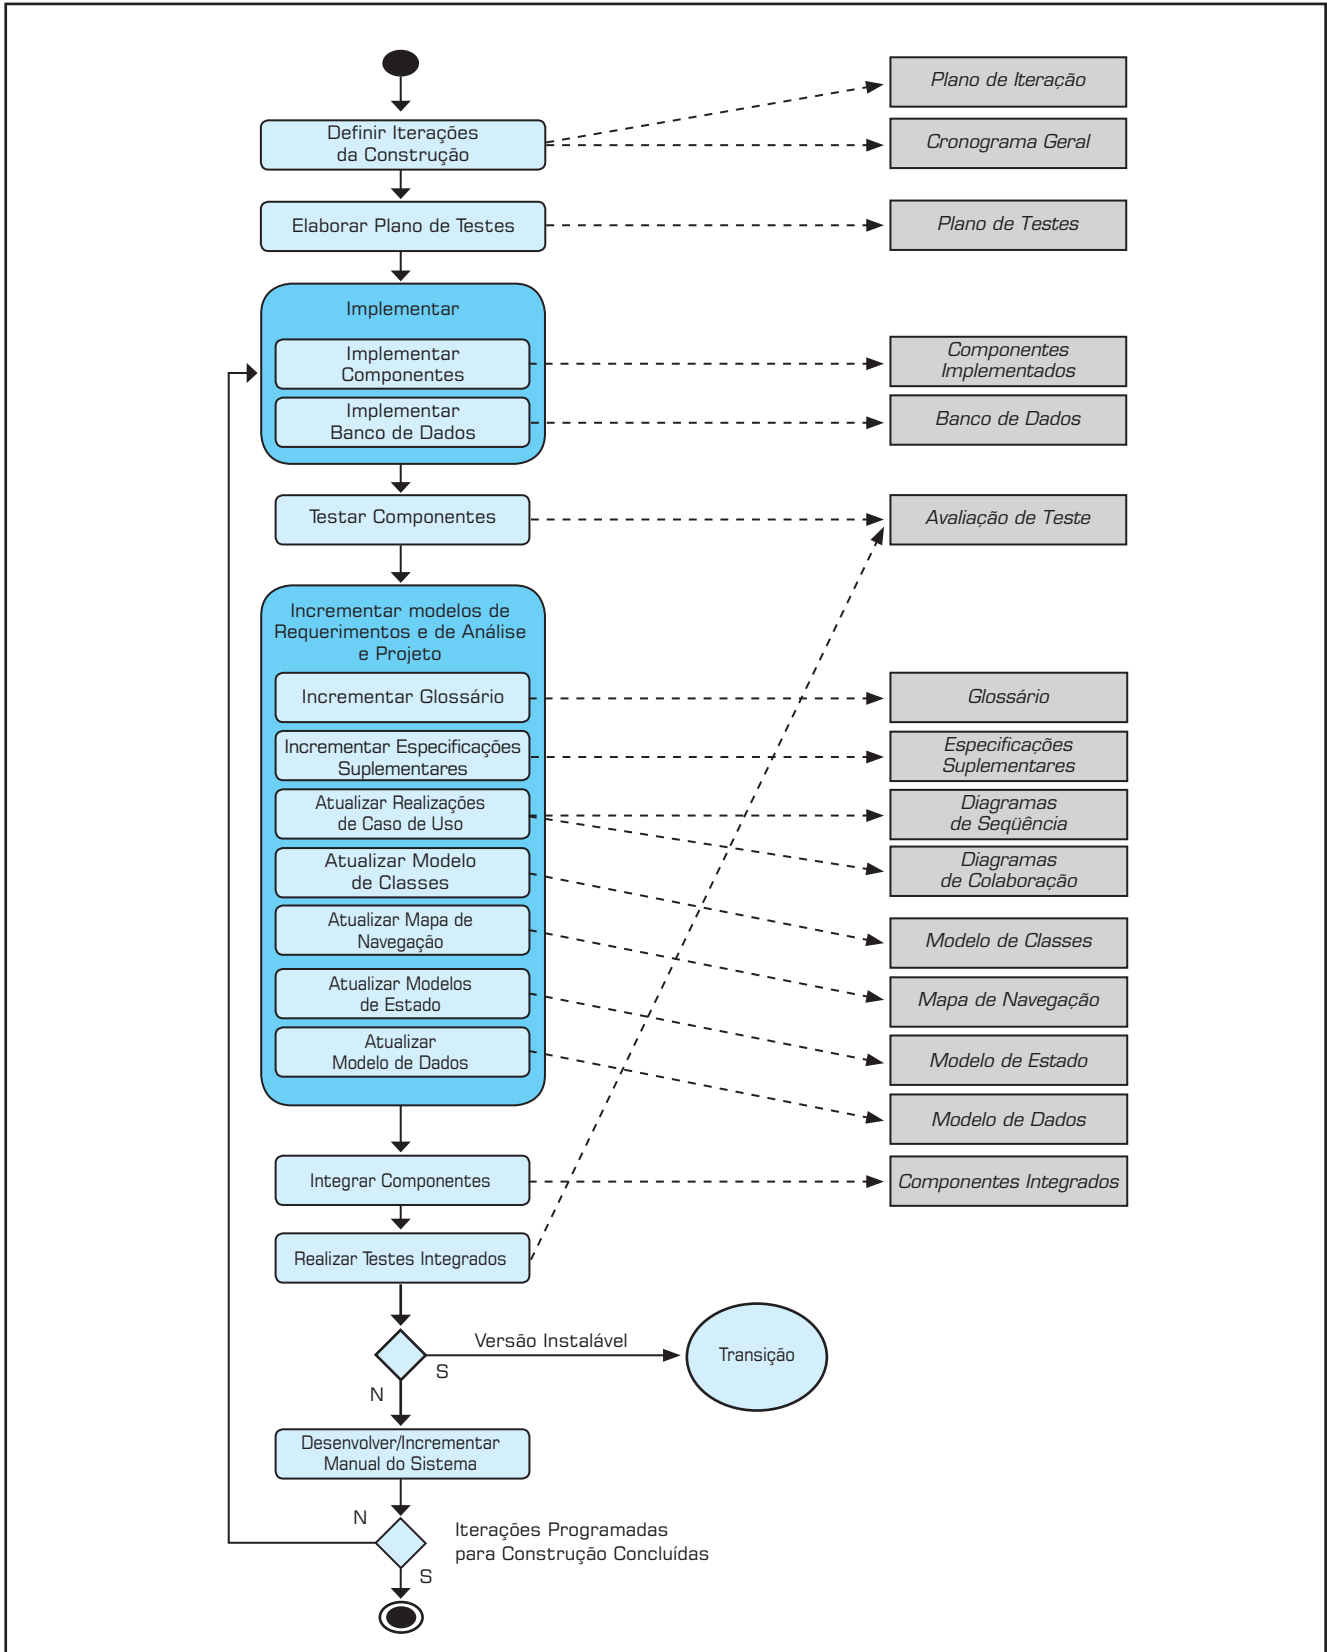 Plano de Iteração
Definir Iterações
da Construção
Cronograma Geral
Elaborar Plano de Testes
Plano de Testes
Implementar
Implementar
Componentes
Componentes
Implementados
Implementar
Banco de Dados
Banco de Dados
Testar Componentes
Avaliação de Teste
Incrementar modelos de
Requerimentos e de Análise
e Projeto
Incrementar Glossário
Glossário
Incrementar Especificações
Suplementares
Especificações
Suplementares
Atualizar Realizações
de Caso de Uso
Diagramas
de Seqüência
Diagramas
de Colaboração
Atualizar Modelo
de Classes
Modelo de Classes
Atualizar Mapa de
Navegação
Mapa de Navegação
Atualizar Modelos
de Estado
Modelo de Estado
Atualizar
Modelo de Dados
Modelo de Dados
Integrar Componentes
Componentes Integrados
Realizar Testes Integrados
Versão Instalável
Transição
S
N
Desenvolver/Incrementar
Manual do Sistema
N
Iterações Programadas
para Construção Concluídas
S